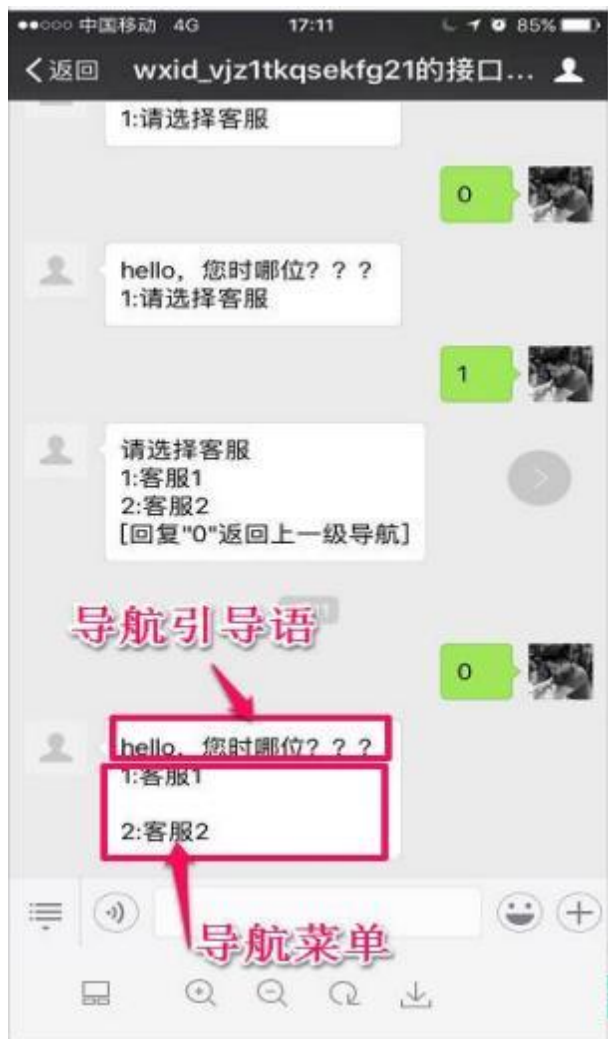 中国移动 4G 17:11 85%
返回 wxid_vjz1tkqsekfg21的接口...
1:请选择客服
0
hello，您时哪位？？？
1:请选择客服
1
请选择客服
1:客服1
2:客服2
[回复"0"返回上一级导航]
导航引导语
0
hello，您时哪位？？？
1:客服1
2:客服2
导航菜单